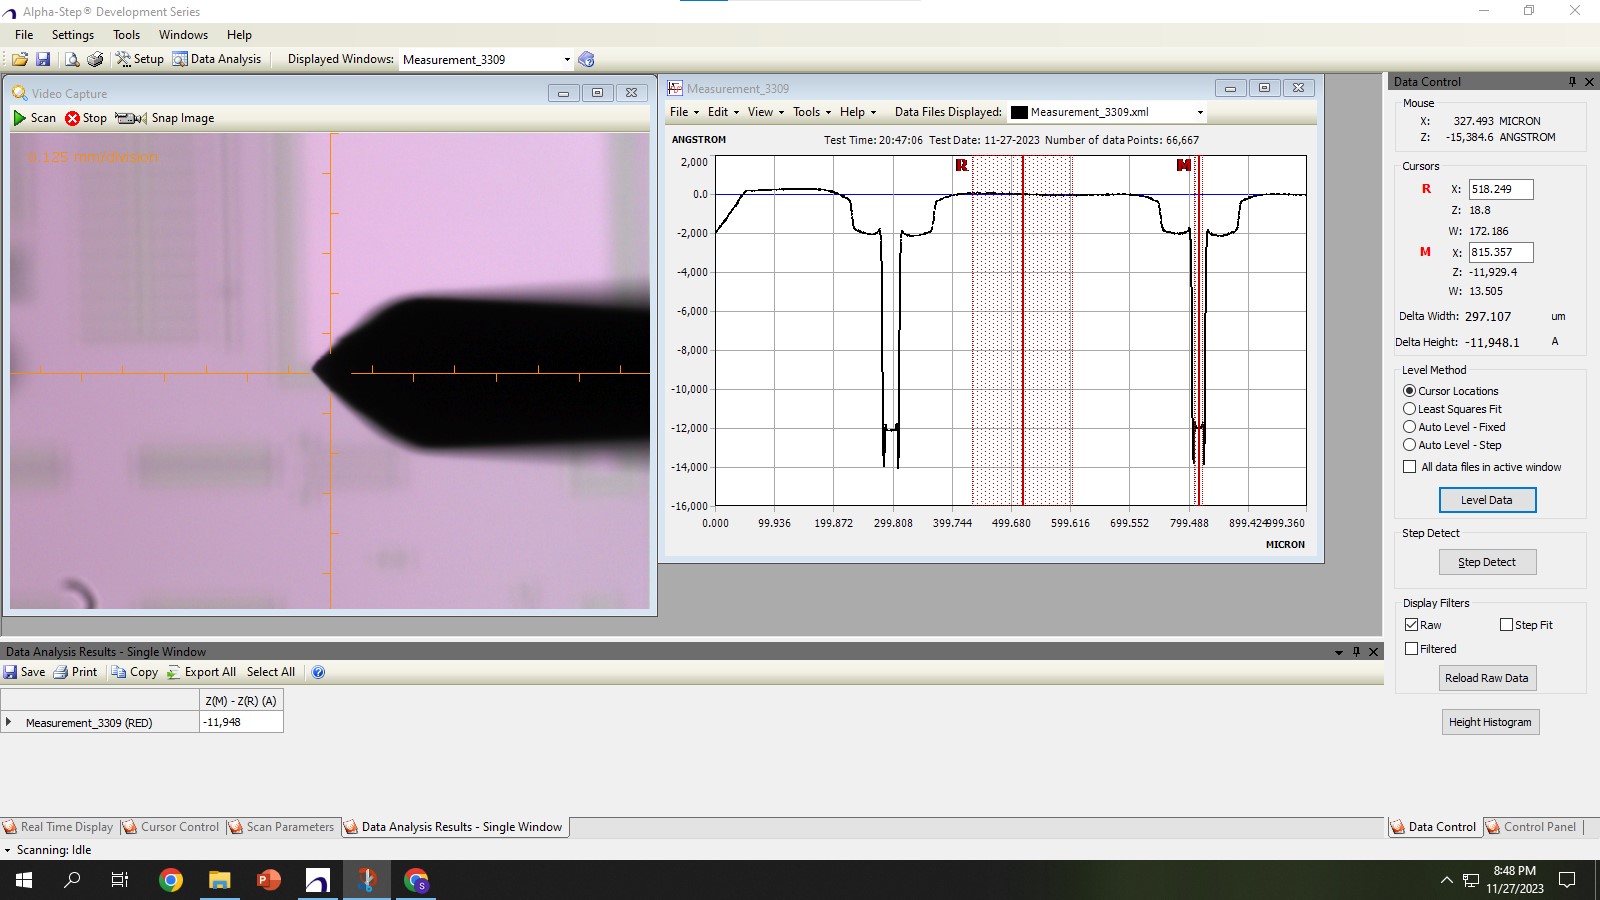 Alpha-Step® Development Series
File Settings Tools Windows Help
Setup Data Analysis Displayed Windows: Measurement_3309
Video Capture
Scan Stop Snap Image
0.125 mm/division
Measurement_3309
File Edit View Tools Help Data Files Displayed: Measurement_3309.xml
ANGSTROM Test Time: 20:47:06 Test Date: 11-27-2023 Number of data Points: 66,667
R M
2,000
0.0
-2,000
-4,000
-6,000
-8,000
-10,000
-12,000
-14,000
-16,000
0.000 99.936 199.872 299.808 399.744 499.680 599.616 699.552 799.488 899.424 999.360
MICRON
Data Control
Mouse
X: 327.493 MICRON
Z: -15,384.6 ANGSTROM
Cursors
R X: 518.249
Z: 18.8
W: 172.186
M X: 815.357
Z: -11,929.4
W: 13.505
Delta Width: 297.107 um
Delta Height: -11,948.1 A
Level Method
Cursor Locations
Least Squares Fit
Auto Level - Fixed
Auto Level - Step
All data files in active window
Level Data
Step Detect
Step Detect
Display Filters
Raw Step Fit
Filtered
Reload Raw Data
Height Histogram
Data Control Control Panel
Data Analysis Results - Single Window
Save Print Copy Export All Select All
Z(M) - Z(R) (A)
Measurement_3309 (RED) -11,948
Real Time Display Cursor Control Scan Parameters Data Analysis Results - Single Window
Scanning: Idle
8:48 PM
11/27/2023